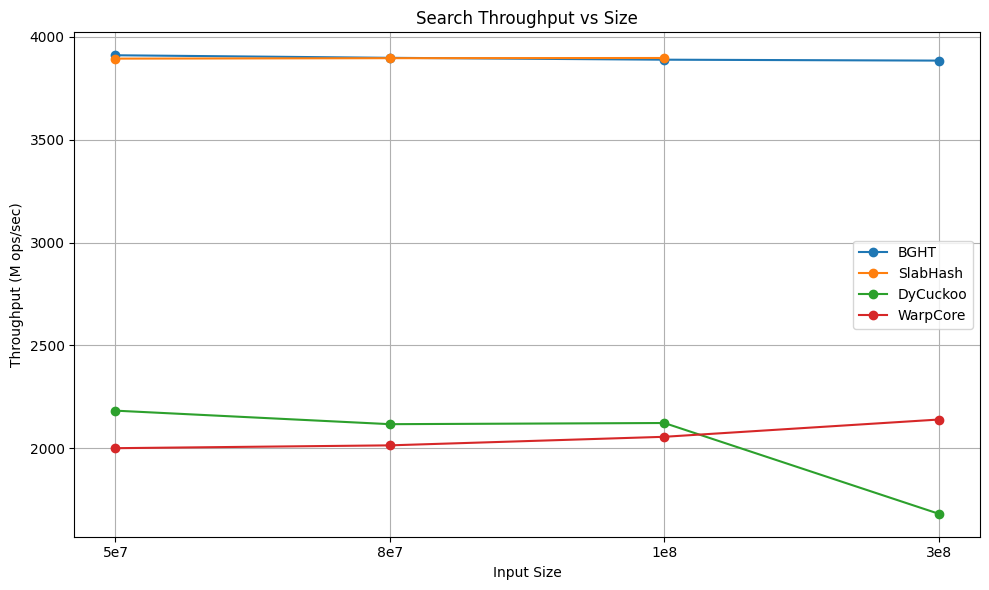 Search Throughput vs Size
Throughput (M ops/sec)
4000
3500
3000
2500
2000
BGHT
SlabHash
DyCuckoo
WarpCore
5e7 8e7 1e8 3e8
Input Size